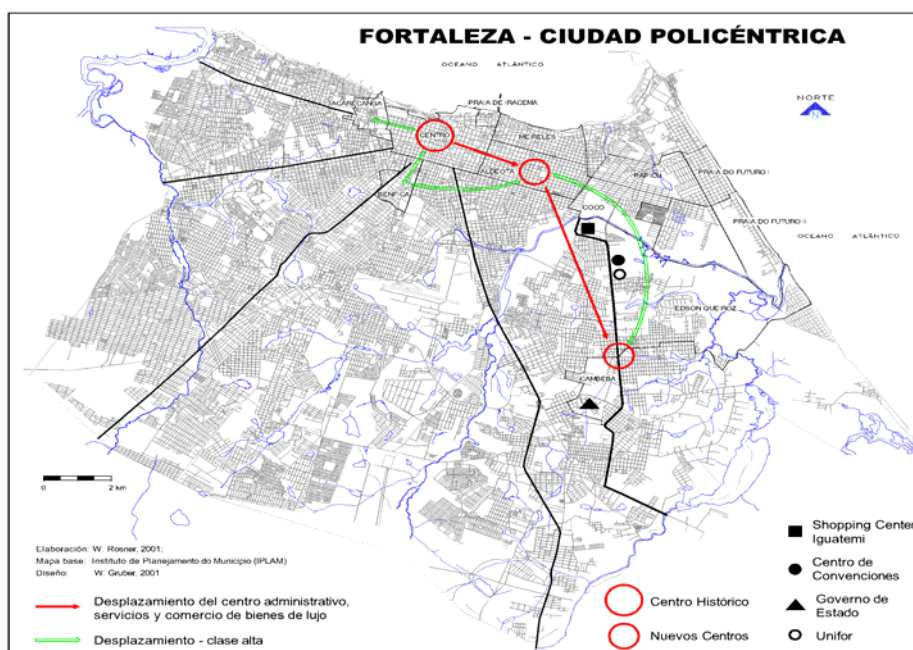 FORTALEZA - CIUDAD POLICÉNTRICA
OCEANO ATLÂNTICO
NORTE
N
JACARECANGA
PRAIA DE IRACEMA
CENTRO
MEIRELES
ALDEOTA
PAPICU
PRAIA DO FUTURO I
BENFICA
COCÓ
PRAIA DO FUTURO II
OCEANO ATLÂNTICO
EDSON QUEIROZ
CAMBEBA
0 2 km
Elaboración: W. Rosner, 2001;
Mapa base: Instituto de Planejamento do Município (IPLAM)
Diseño: W. Gruber, 2001
Desplazamiento del centro administrativo,
servicios y comercio de bienes de lujo
Desplazamiento - clase alta
Centro Histórico
Nuevos Centros
Shopping Center
Iguatemi
Centro de
Convenciones
Governo de
Estado
Unifor